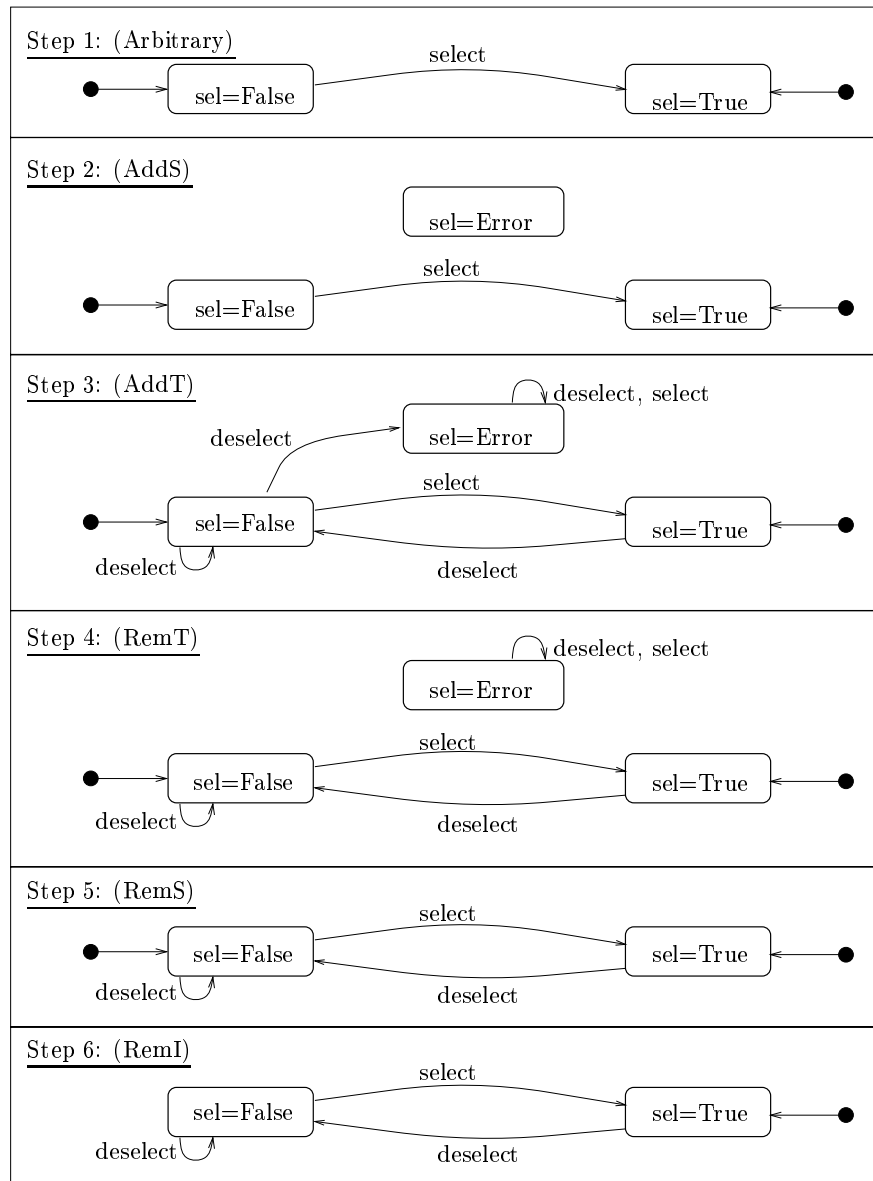 Step 1: (Arbitrary)
select
sel=False
sel=True
Step 2: (AddS)
sel=Error
select
sel=False
sel=True
Step 3: (AddT)
deselect, select
deselect
sel=Error
select
sel=False
sel=True
deselect
deselect
Step 4: (RemT)
deselect, select
sel=Error
select
sel=False
sel=True
deselect
deselect
Step 5: (RemS)
select
sel=False
sel=True
deselect
deselect
Step 6: (RemI)
select
sel=False
sel=True
deselect
deselect